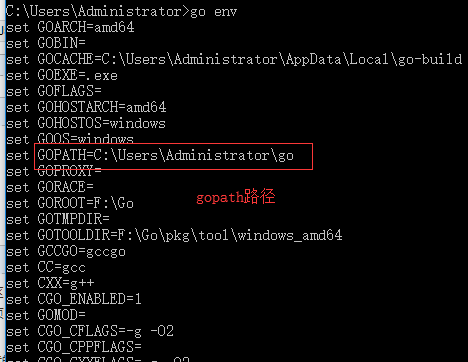 C:\Users\Administrator>go env
set GOARCH=amd64
set GOBIN=
set GOCACHE=C:\Users\Administrator\AppData\Local\go-build
set GOEXE=.exe
set GOFLAGS=
set GOHOSTARCH=amd64
set GOHOSTOS=windows
set GOOS=windows
set GOPATH=C:\Users\Administrator\go
set GOPROXY=
set GORACE=
set GOROOT=F:\Go
gopath路径
set GOTMPDIR=
set GOTOOLDIR=F:\Go\pkg\tool\windows_amd64
set GCCGO=gccgo
set CC=gcc
set CXX=g++
set CGO_ENABLED=1
set GOMOD=
set CGO_CFLAGS=-g -O2
set CGO_CPPFLAGS=
set CGO_CXXFLAGS=-g -O2